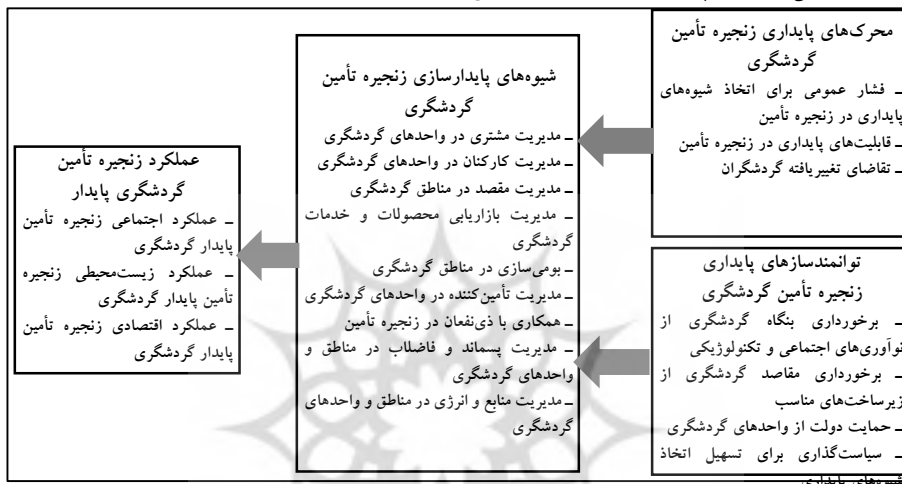 محرک‌های پایداری زنجیره تأمین
گردشگری
ـ فشار عمومی برای اتخاذ شیوه‌های
پایداری در زنجیره تأمین
ـ قابلیت‌های پایداری در زنجیره تأمین
ـ تقاضای تغییریافته گردشگران
توانمندسازهای پایداری
زنجیره تأمین گردشگری
ـ برخورداری بنگاه گردشگری از
نوآوری‌های اجتماعی و تکنولوژیکی
ـ برخورداری مقاصد گردشگری از
زیرساخت‌های مناسب
ـ حمایت دولت از واحدهای گردشگری
ـ سیاست‌گذاری برای تسهیل اتخاذ
شیوه‌های پایداری
شیوه‌های پایدارسازی زنجیره تأمین
گردشگری
ـ مدیریت مشتری در واحدهای گردشگری
ـ مدیریت کارکنان در واحدهای گردشگری
ـ مدیریت مقصد در مناطق گردشگری
ـ مدیریت بازاریابی محصولات و خدمات
گردشگری
ـ بومی‌سازی در مناطق گردشگری
ـ مدیریت تأمین‌کننده در واحدهای گردشگری
ـ همکاری با ذی‌نفعان در زنجیره تأمین
ـ مدیریت پسماند و فاضلاب در مناطق و
واحدهای گردشگری
ـ مدیریت منابع و انرژی در مناطق و واحدهای
گردشگری
عملکرد زنجیره تأمین
گردشگری پایدار
ـ عملکرد اجتماعی زنجیره تأمین
پایدار گردشگری
ـ عملکرد زیست‌محیطی زنجیره
تأمین پایدار گردشگری
ـ عملکرد اقتصادی زنجیره تأمین
پایدار گردشگری